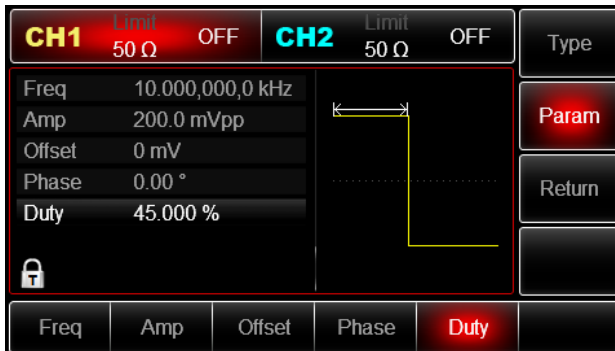 CH1 Limit 50 Ω OFF CH2 Limit 50 Ω OFF
Type
Freq 10.000,000,0 kHz
Amp 200.0 mVpp
Offset 0 mV
Phase 0.00 °
Duty 45.000 %
T
Param
Return
Freq Amp Offset Phase Duty